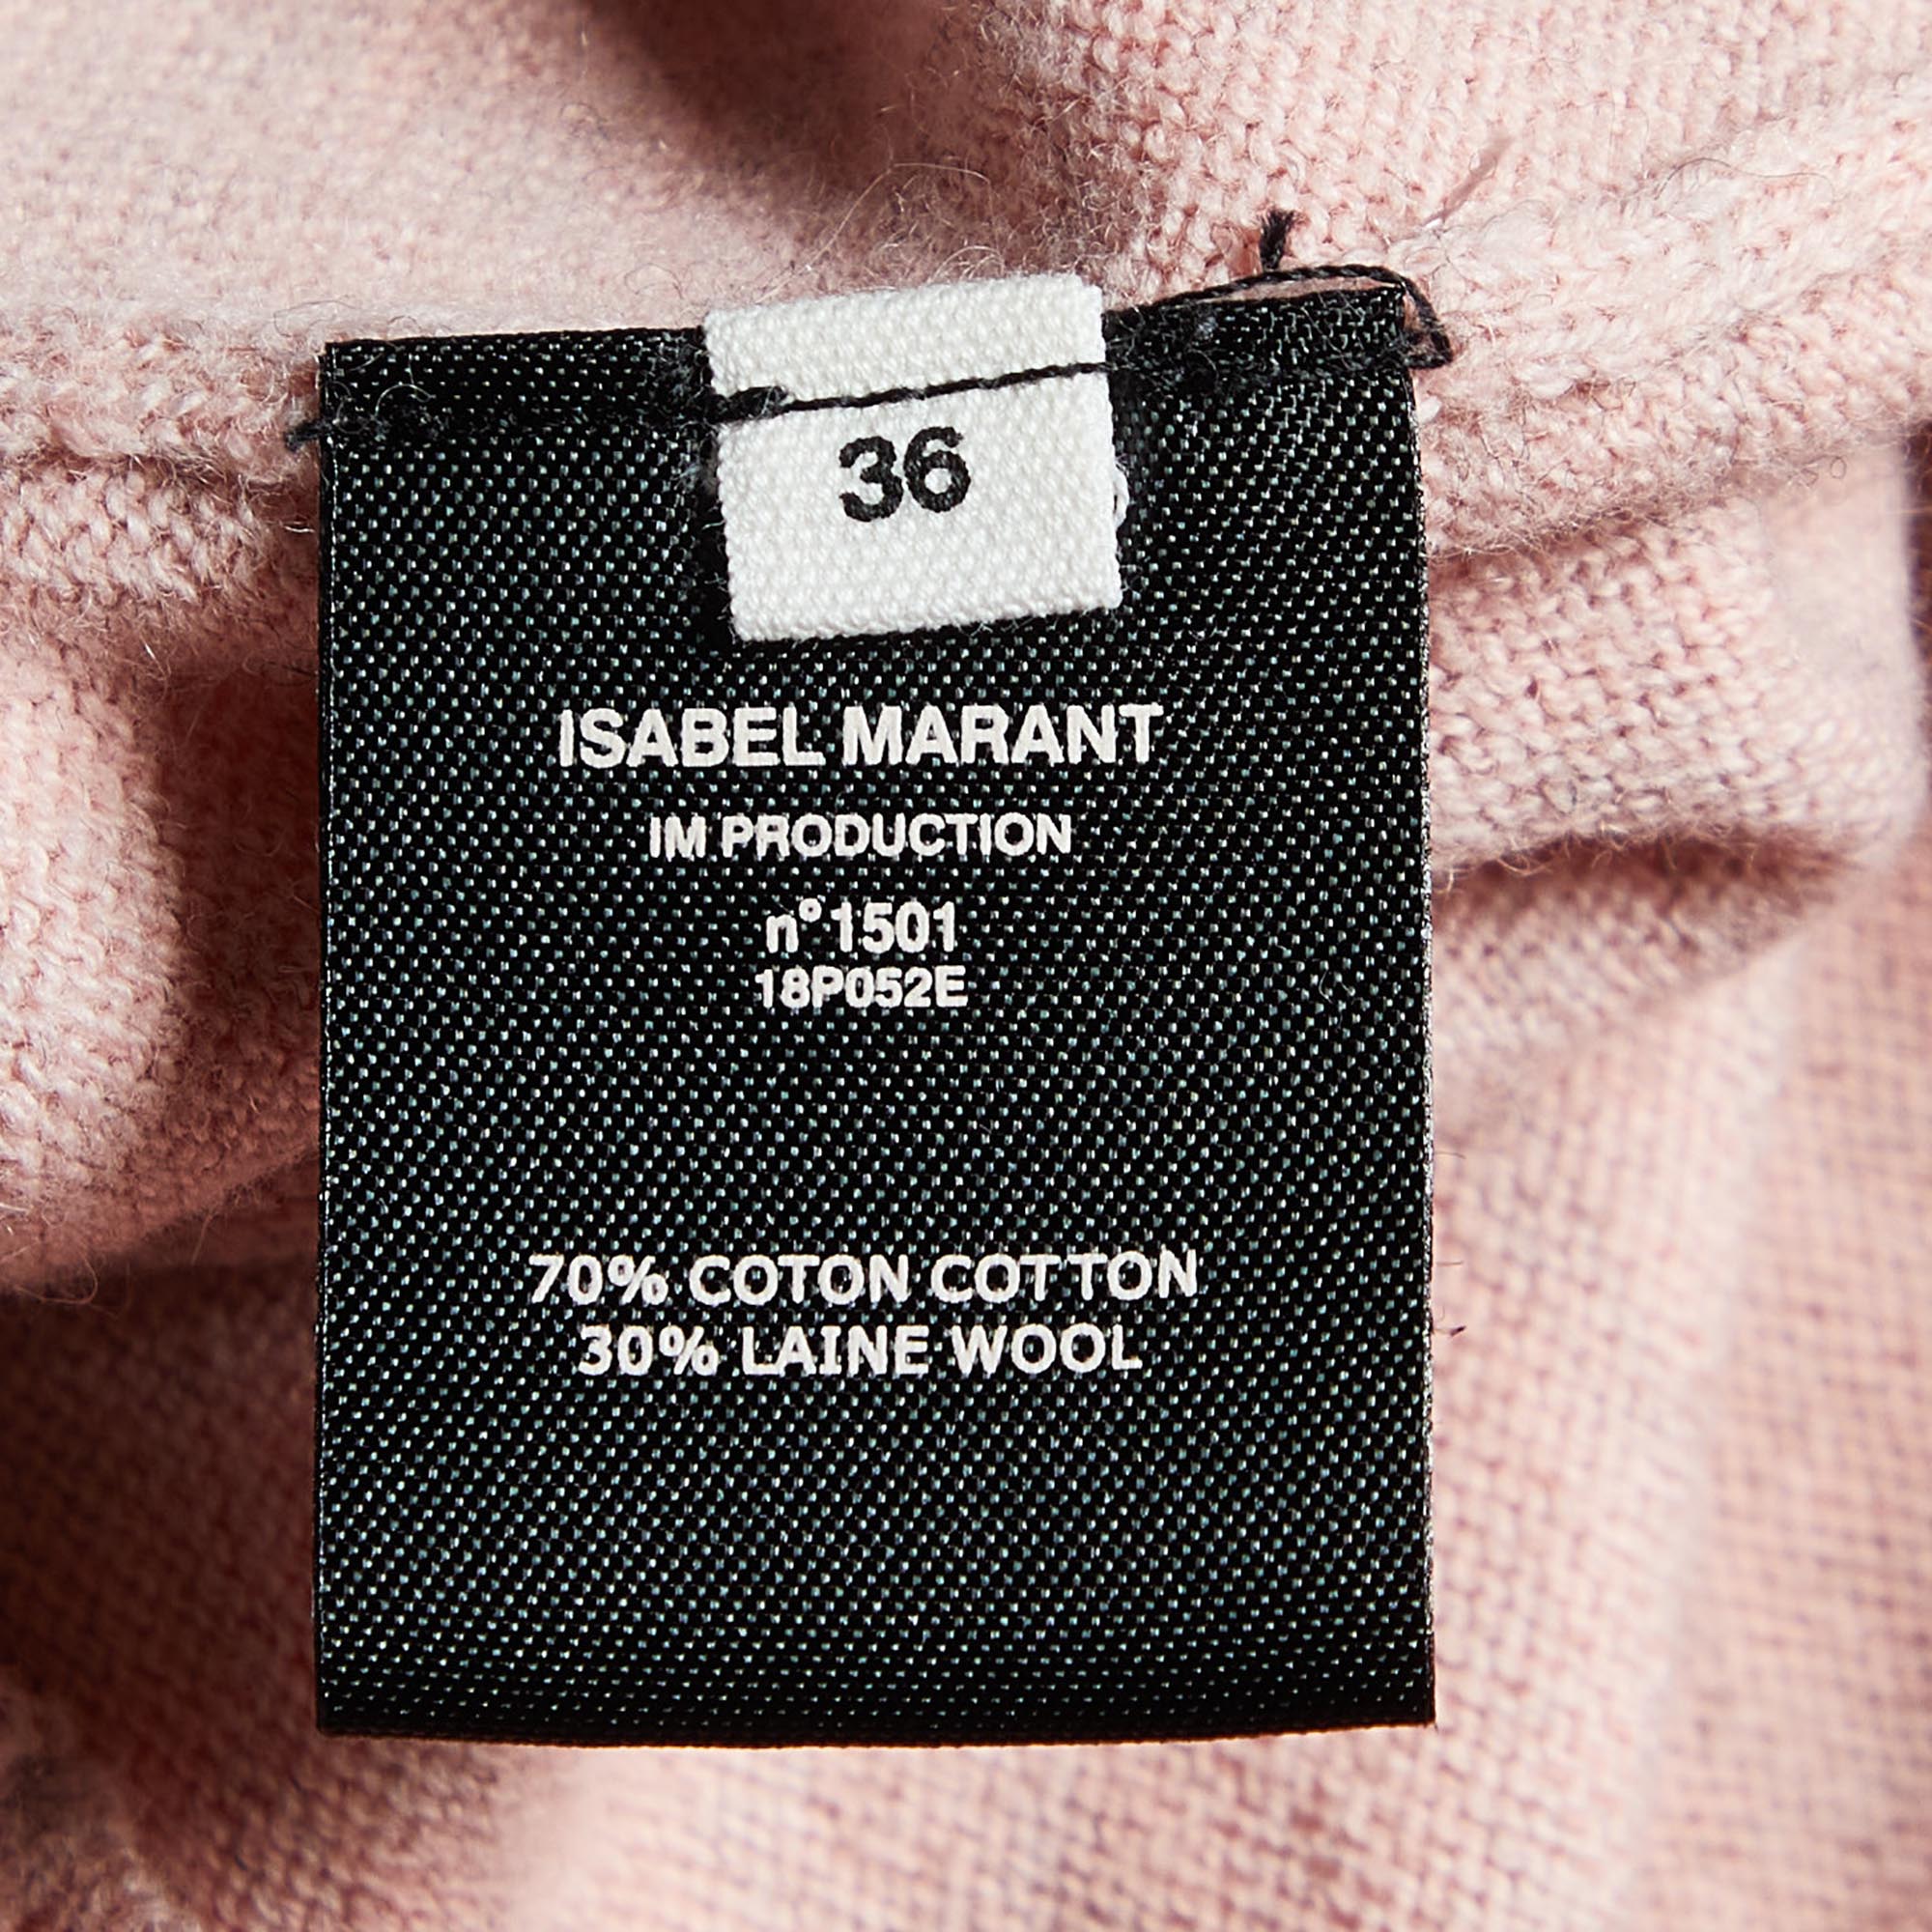 36
ISABEL MARANT
IM PRODUCTION
n°1501
18P052E
70% COTON COTTON
30% LAINE WOOL